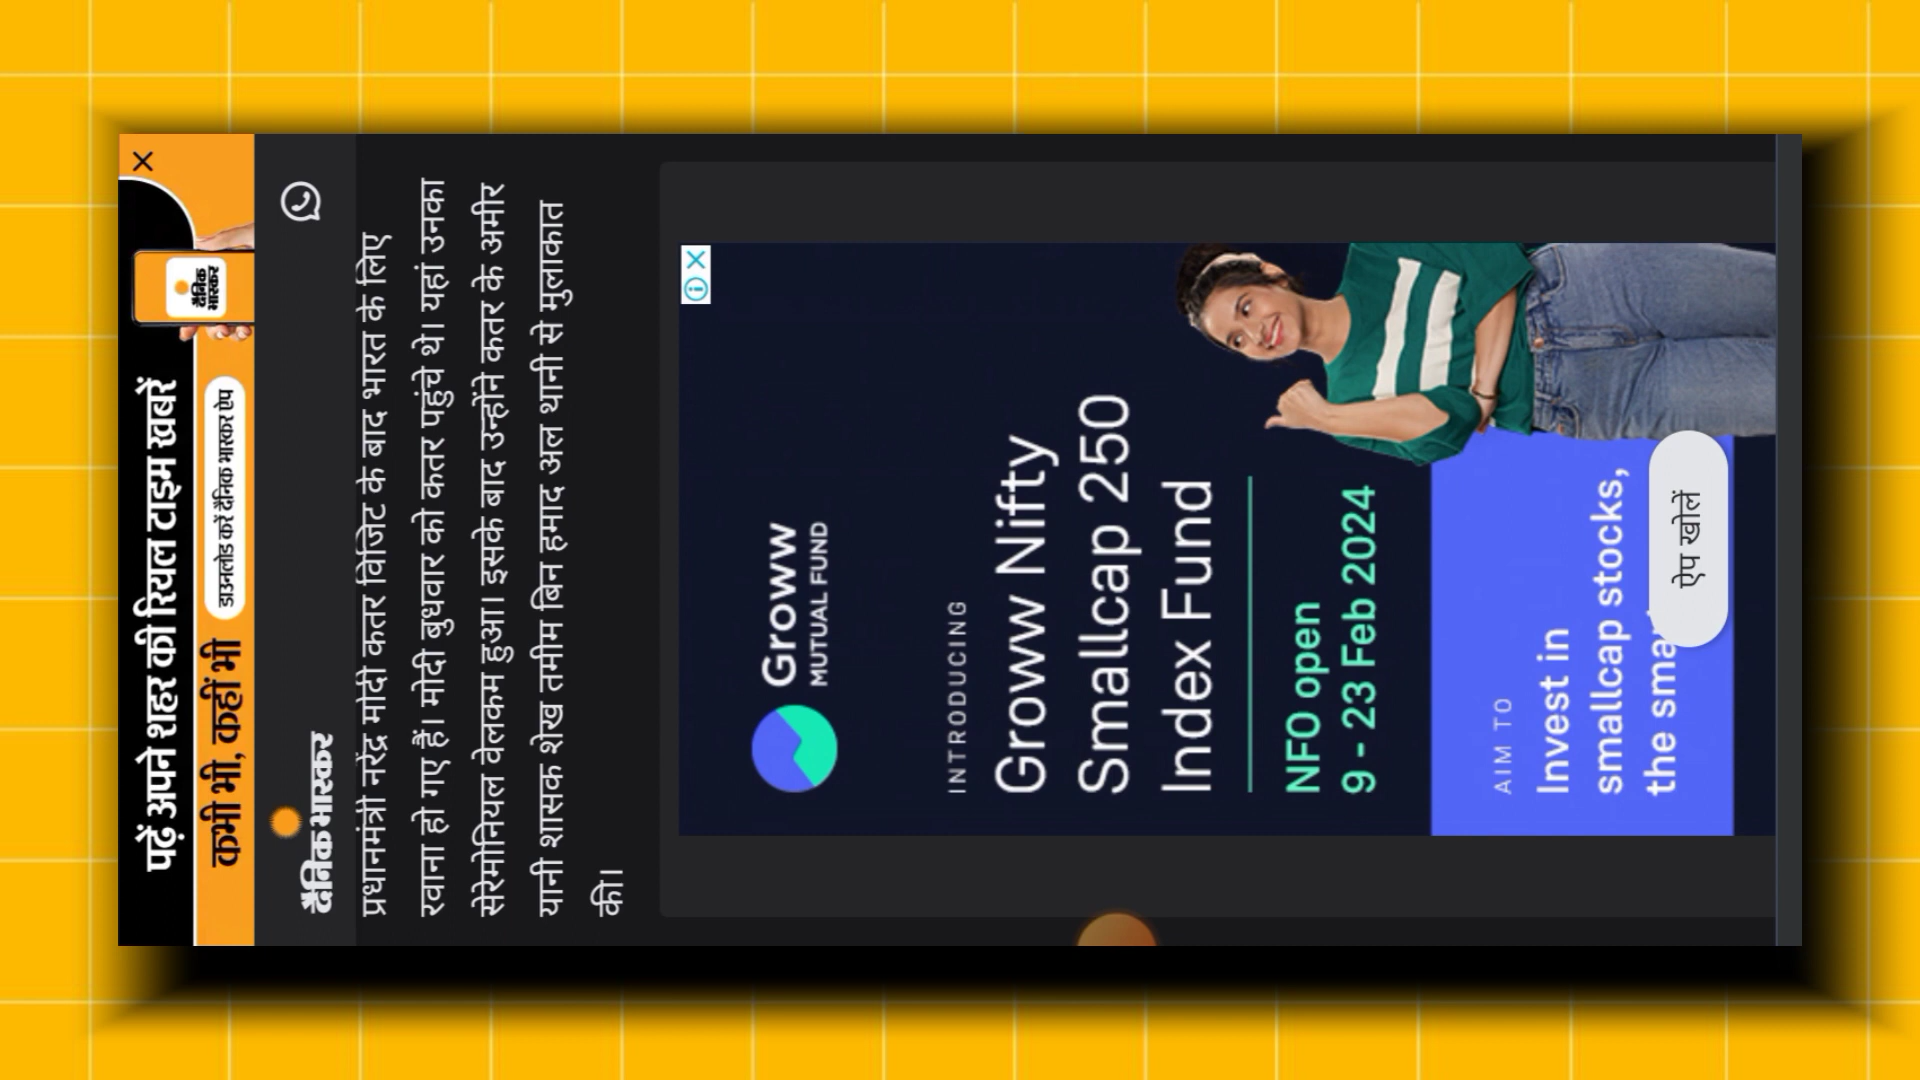 पढ़ें अपने शहर की रियल टाइम खबरें
कभी भी, कहीं भी
डाउनलोड करें दैनिक भास्कर ऐप
दैनिक
भास्कर
दैनिक भास्कर
प्रधानमंत्री नरेंद्र मोदी कतर विजिट के बाद भारत के लिए
रवाना हो गए हैं। मोदी बुधवार को कतर पहुंचे थे। यहां उनका
सेरेमोनियल वेलकम हुआ। इसके बाद उन्होंने कतर के अमीर
यानी शासक शेख तमीम बिन हमाद अल थानी से मुलाकात
की।
Groww
MUTUAL FUND
INTRODUCING
Groww Nifty
Smallcap 250
Index Fund
NFO open
9 - 23 Feb 2024
AIM TO
Invest in
smallcap stocks,
the
ऐप खोलें